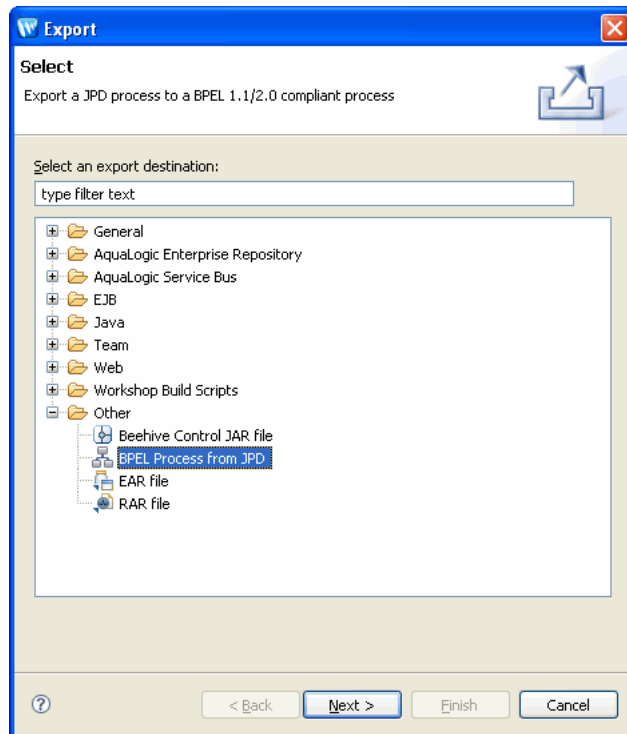 Export
Select
Export a JPD process to a BPEL 1.1/2.0 compliant process
Select an export destination:
type filter text
General
AquaLogic Enterprise Repository
AquaLogic Service Bus
EJB
Java
Team
Web
Workshop Build Scripts
Other
Beehive Control JAR file
BPEL Process from JPD
EAR file
RAR file
? < Back Next > Finish Cancel